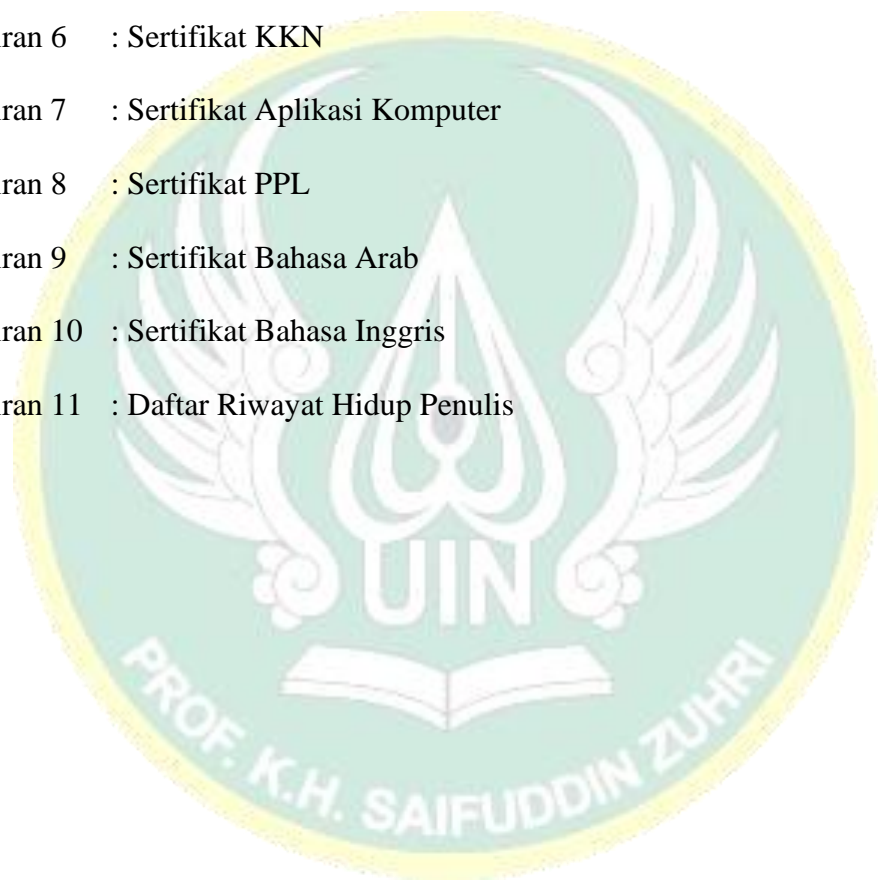 ran 6 : Sertifikat KKN
ran 7 : Sertifikat Aplikasi Komputer
ran 8 : Sertifikat PPL
ran 9 : Sertifikat Bahasa Arab
ran 10 : Sertifikat Bahasa Inggris
ran 11 : Daftar Riwayat Hidup Penulis
UIN
PROF. K.H. SAIFUDDIN ZUHRI